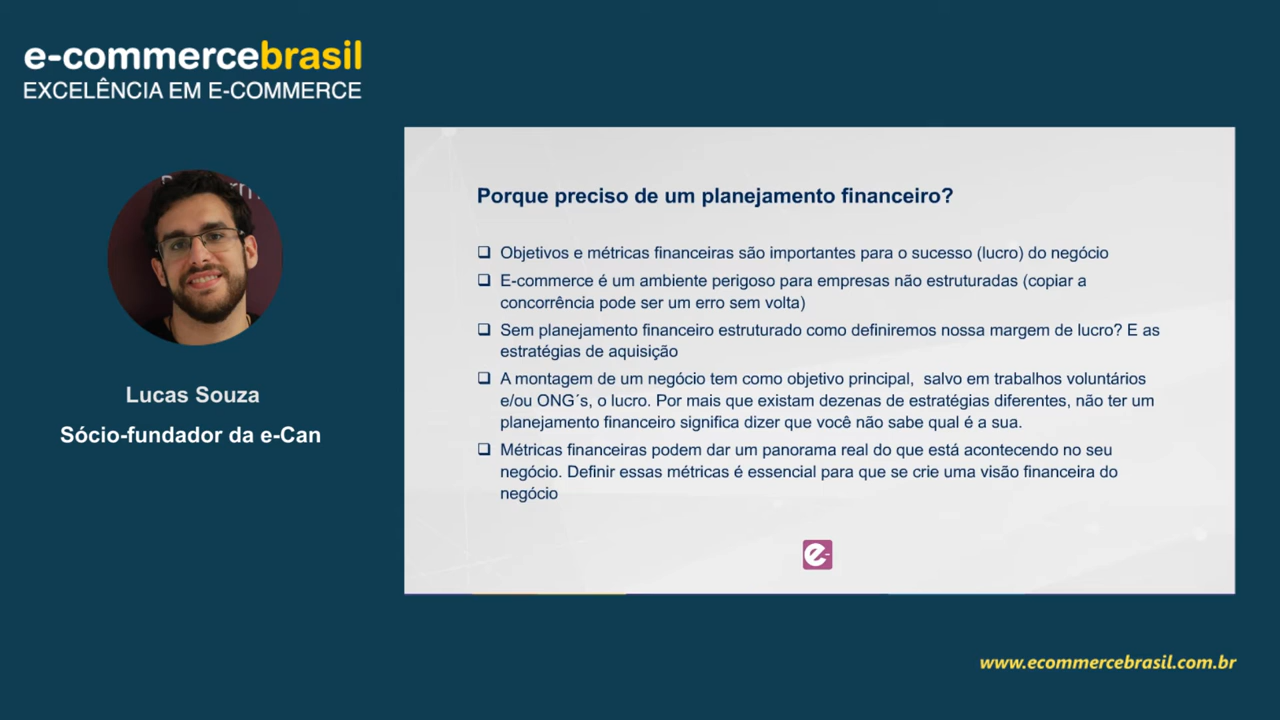 e-commercebrasil
EXCELÊNCIA EM E-COMMERCE
Lucas Souza
Sócio-fundador da e-Can
Porque preciso de um planejamento financeiro?
❑ Objetivos e métricas financeiras são importantes para o sucesso (lucro) do negócio
❑ E-commerce é um ambiente perigoso para empresas não estruturadas (copiar a
concorrência pode ser um erro sem volta)
❑ Sem planejamento financeiro estruturado como definiremos nossa margem de lucro? E as
estratégias de aquisição
❑ A montagem de um negócio tem como objetivo principal,  salvo em trabalhos voluntários
e/ou ONG´s, o lucro. Por mais que existam dezenas de estratégias diferentes, não ter um
planejamento financeiro significa dizer que você não sabe qual é a sua.
❑ Métricas financeiras podem dar um panorama real do que está acontecendo no seu
negócio. Definir essas métricas é essencial para que se crie uma visão financeira do
negócio
e-
www.ecommercebrasil.com.br